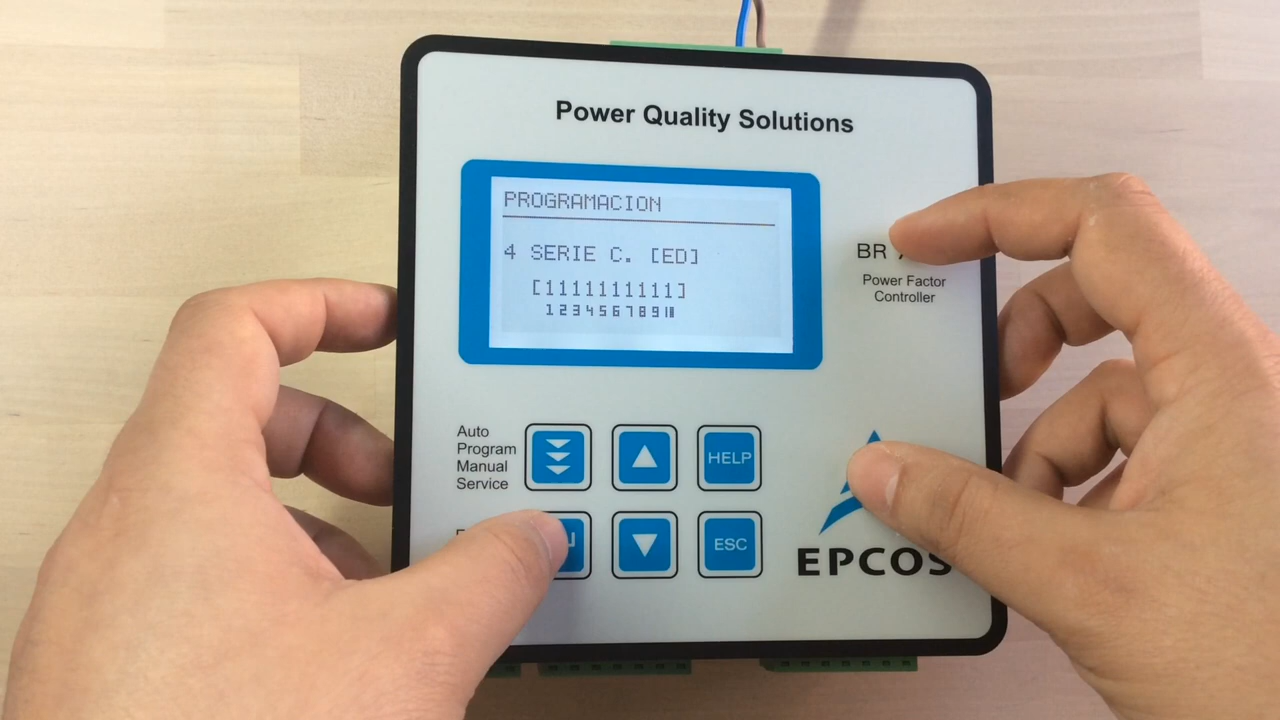 Power Quality Solutions
PROGRAMACION
4 SERIE C. [ED]
[1111111111]
12345678910
BR
Power Factor
Controller
Auto
Program
Manual
Service
HELP
ESC
EPCOS